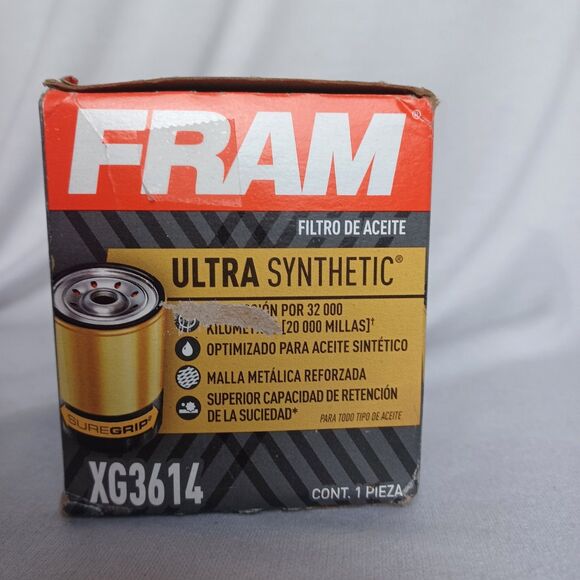 FRAM®
FILTRO DE ACEITE
ULTRA SYNTHETIC®
POR 32 000
[20 000 MILLAS]†
OPTIMIZADO PARA ACEITE SINTÉTICO
MALLA METÁLICA REFORZADA
SUPERIOR CAPACIDAD DE RETENCIÓN
DE LA SUCIEDAD*
PARA TODO TIPO DE ACEITE
SUREGRIP®
XG3614
CONT. 1 PIEZA